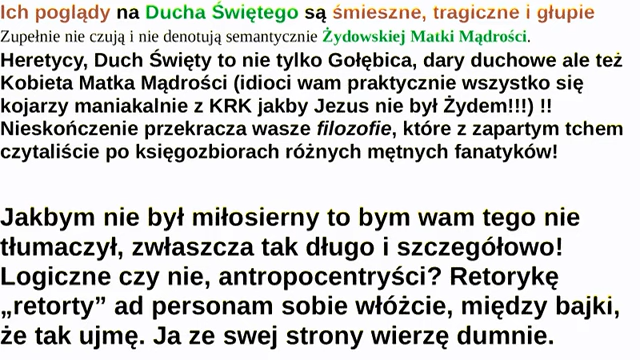 Ich poglądy na Ducha Świętego są śmieszne, tragiczne i głupie
Zupełnie nie czują i nie denotują semantycznie Żydowskiej Matki Mądrości.
Heretycy, Duch Święty to nie tylko Gołębica, dary duchowe ale też
Kobieta Matka Mądrości (idioci wam praktycznie wszystko się
kojarzy maniakalnie z KRK jakby Jezus nie był Żydem!!!) !!
Nieskończenie przekracza wasze filozofie, które z zapartym tchem
czytaliście po księgozbiorach różnych mętnych fanatyków!
Jakbym nie był miłosierny to bym wam tego nie
tłumaczył, zwłaszcza tak długo i szczegółowo!
Logiczne czy nie, antropocentryści? Retorykę
„retorty” ad personam sobie włóżcie, między bajki,
że tak ujmę. Ja ze swej strony wierzę dumnie.